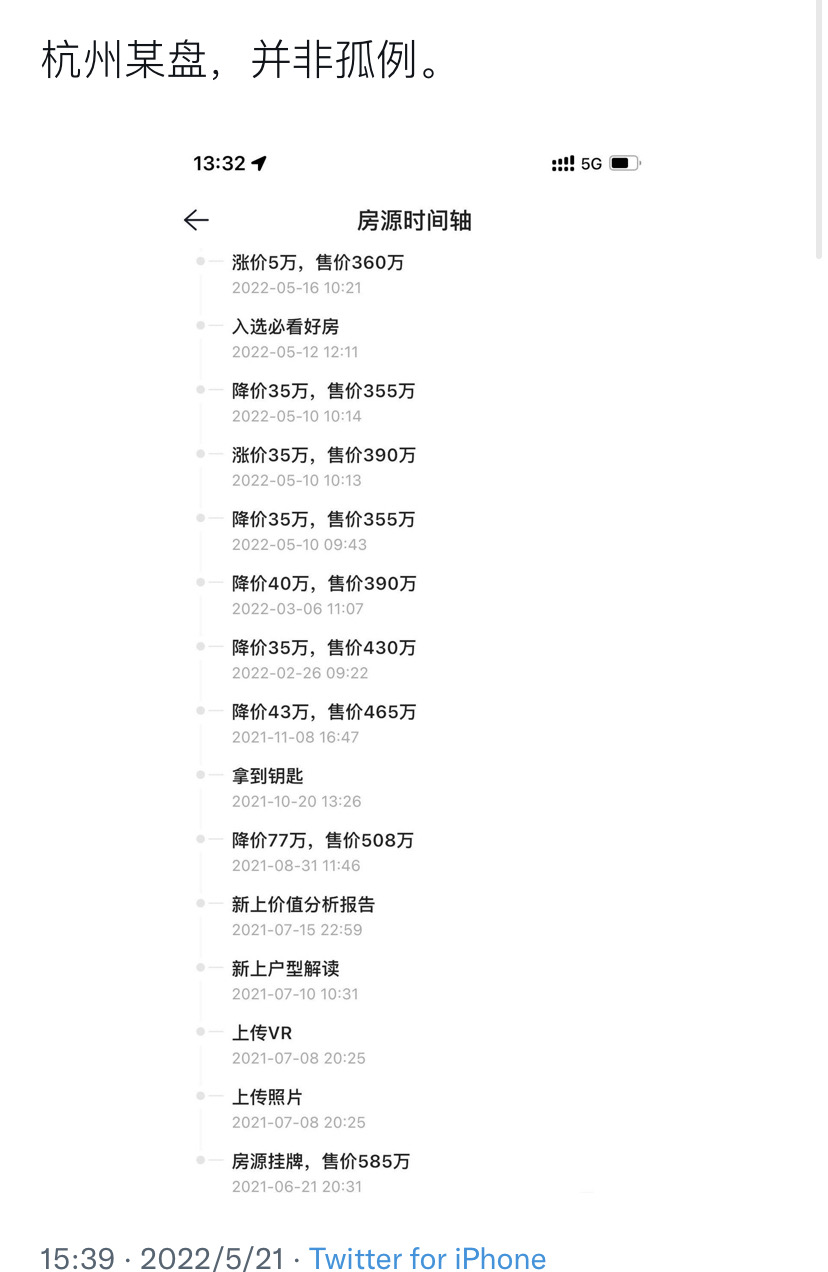 杭州某盘，并非孤例。
13:32
5G
房源时间轴
涨价5万，售价360万
2022-05-16 10:21
入选必看好房
2022-05-12 12:11
降价35万，售价355万
2022-05-10 10:14
涨价35万，售价390万
2022-05-10 10:13
降价35万，售价355万
2022-05-10 09:43
降价40万，售价390万
2022-03-06 11:07
降价35万，售价430万
2022-02-26 09:22
降价43万，售价465万
2021-11-08 16:47
拿到钥匙
2021-10-20 13:26
降价77万，售价508万
2021-08-31 11:46
新上价值分析报告
2021-07-15 22:59
新上户型解读
2021-07-10 10:31
上传VR
2021-07-08 20:25
上传照片
2021-07-08 20:25
房源挂牌，售价585万
2021-06-21 20:31
15:39 · 2022/5/21 · Twitter for iPhone